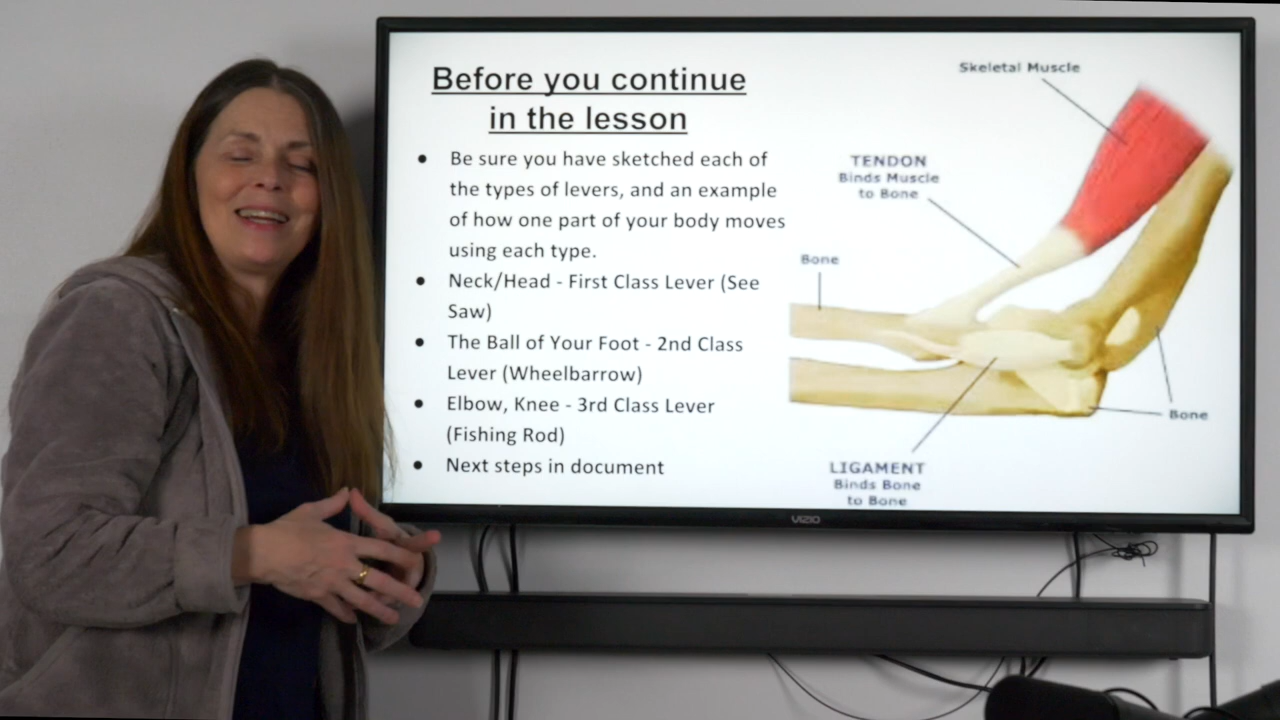 Before you continue
in the lesson
● Be sure you have sketched each of
the types of levers, and an example
of how one part of your body moves
using each type.
● Neck/Head - First Class Lever (See
Saw)
● The Ball of Your Foot - 2nd Class
Lever (Wheelbarrow)
● Elbow, Knee - 3rd Class Lever
(Fishing Rod)
● Next steps in document
Skeletal Muscle
TENDON
Binds Muscle
to Bone
Bone
Bone
LIGAMENT
Binds Bone
to Bone
VIZIO